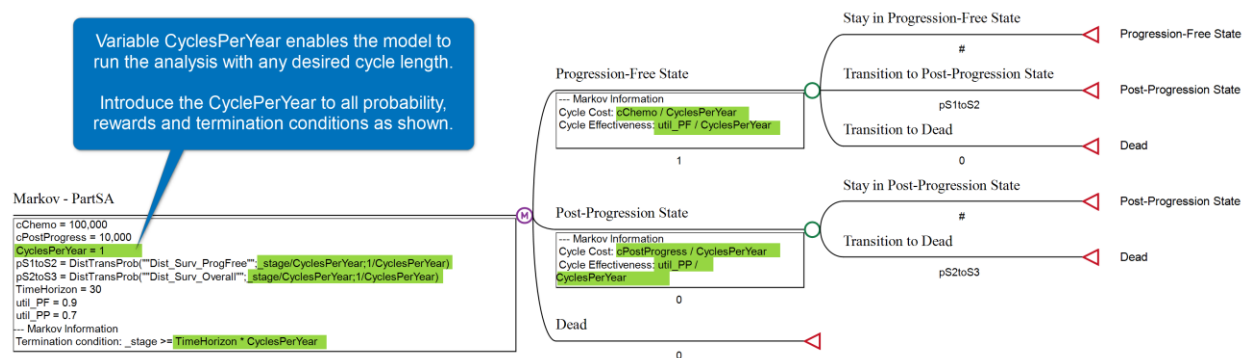 Variable CyclesPerYear enables the model to
run the analysis with any desired cycle length.
Introduce the CyclePerYear to all probability,
rewards and termination conditions as shown.
Markov - PartSA
cChemo = 100,000
cPostProgress = 10,000
CyclesPerYear = 1
pS1toS2 = DistTransProb(""Dist_Surv_ProgFree"";_stage/CyclesPerYear;1/CyclesPerYear)
pS2toS3 = DistTransProb(""Dist_Surv_Overall"";_stage/CyclesPerYear;1/CyclesPerYear)
TimeHorizon = 30
util_PF = 0.9
util_PP = 0.7
--- Markov Information
Termination condition: _stage >= TimeHorizon * CyclesPerYear
M
Progression-Free State
--- Markov Information
Cycle Cost: cChemo / CyclesPerYear
Cycle Effectiveness: util_PF / CyclesPerYear
1
Stay in Progression-Free State
#
Progression-Free State
Transition to Post-Progression State
pS1toS2
Post-Progression State
Transition to Dead
0
Dead
Post-Progression State
--- Markov Information
Cycle Cost: cPostProgress / CyclesPerYear
Cycle Effectiveness: util_PP /
CyclesPerYear
0
Stay in Post-Progression State
#
Post-Progression State
Transition to Dead
pS2toS3
Dead
Dead
0